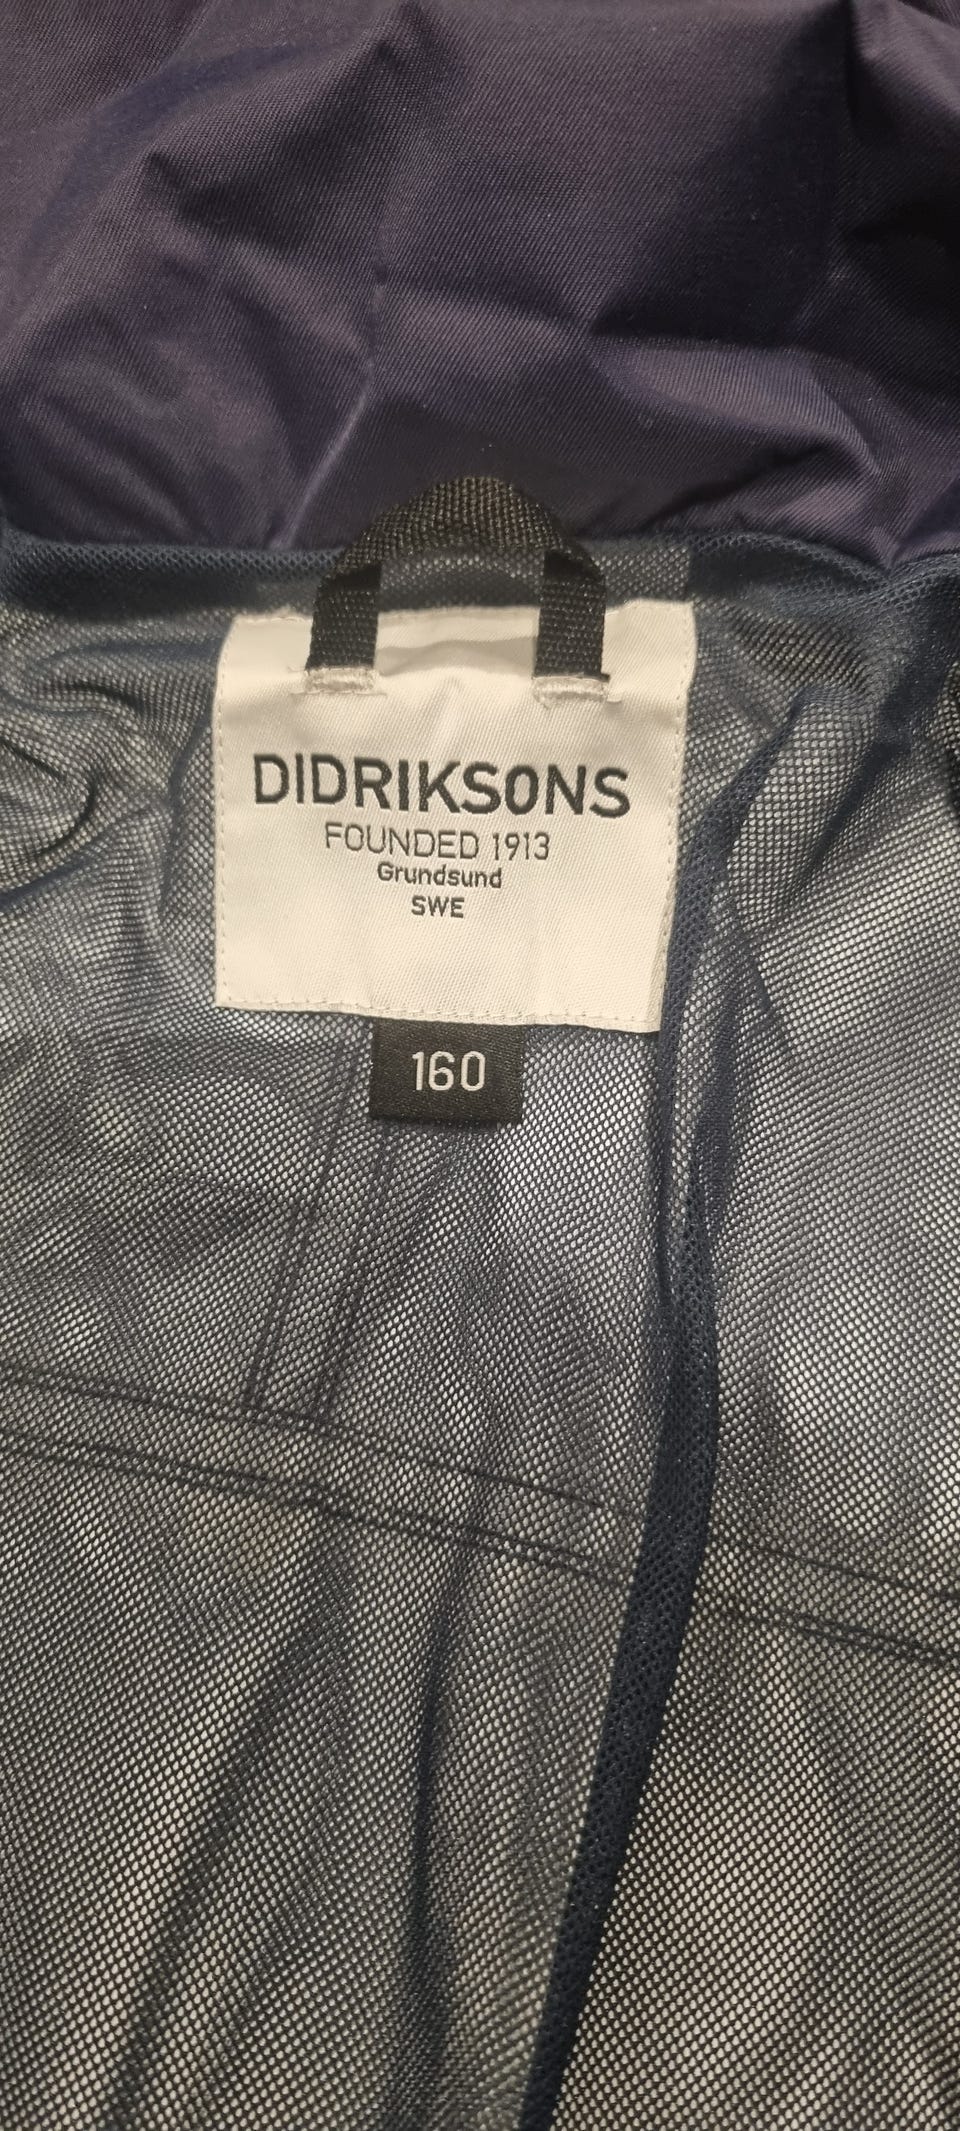 DIDRIKSONS
FOUNDED 1913
Grundsund
SWE
160